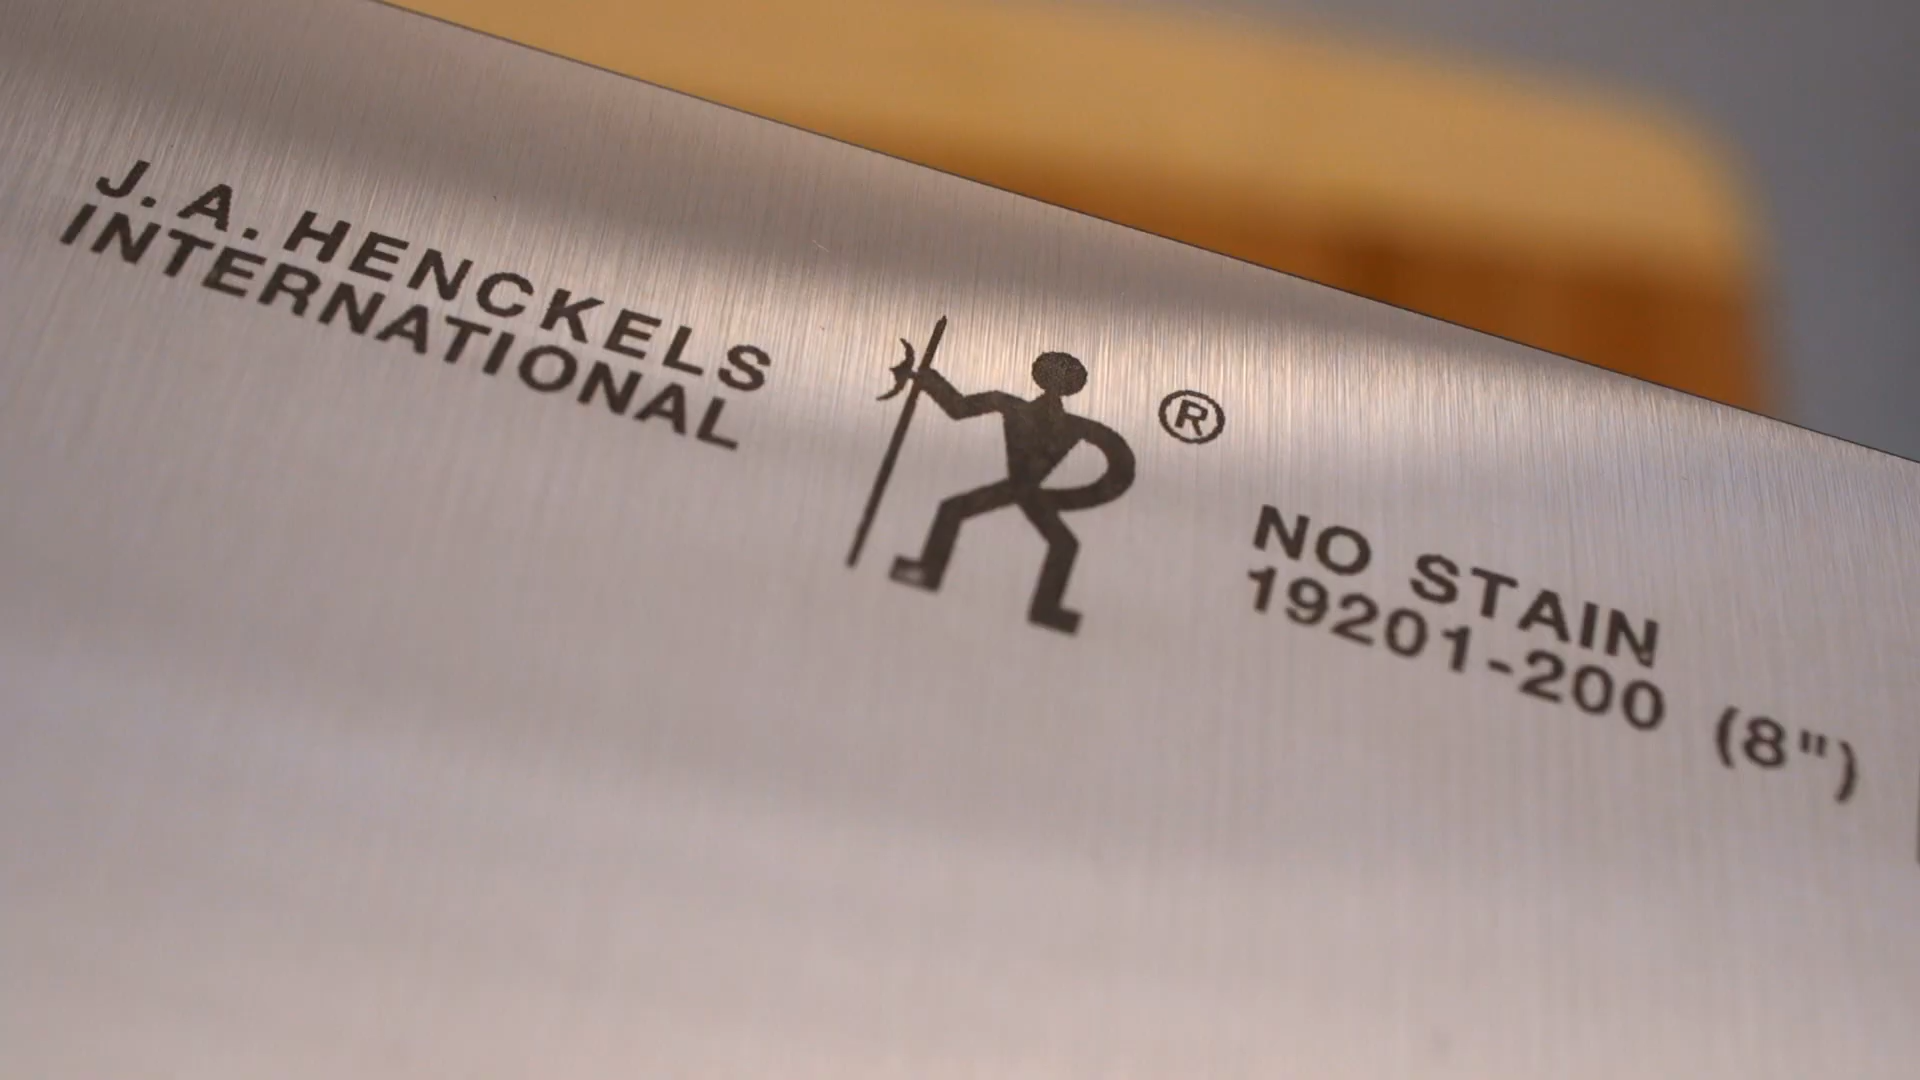 J. A. HENCKELS
INTERNATIONAL
®
NO STAIN
19201-200 (8")